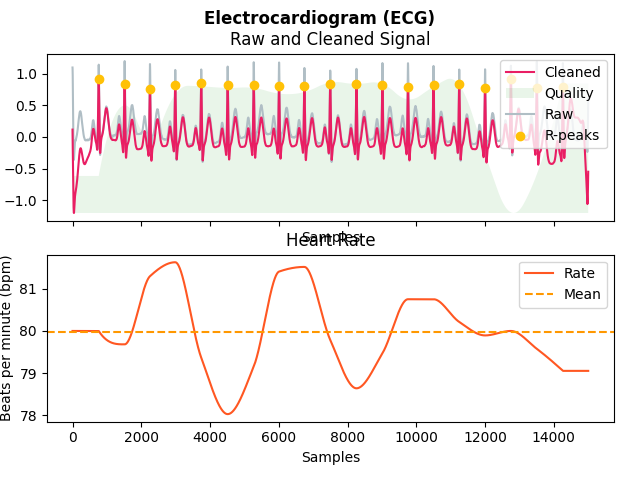 Electrocardiogram (ECG)
Raw and Cleaned Signal
1.0
0.5
0.0
−0.5
−1.0
Cleaned
Quality
Raw
R-peaks
Samples
Heart Rate
Beats per minute (bpm)
81
80
79
78
Rate
Mean
0 2000 4000 6000 8000 10000 12000 14000
Samples